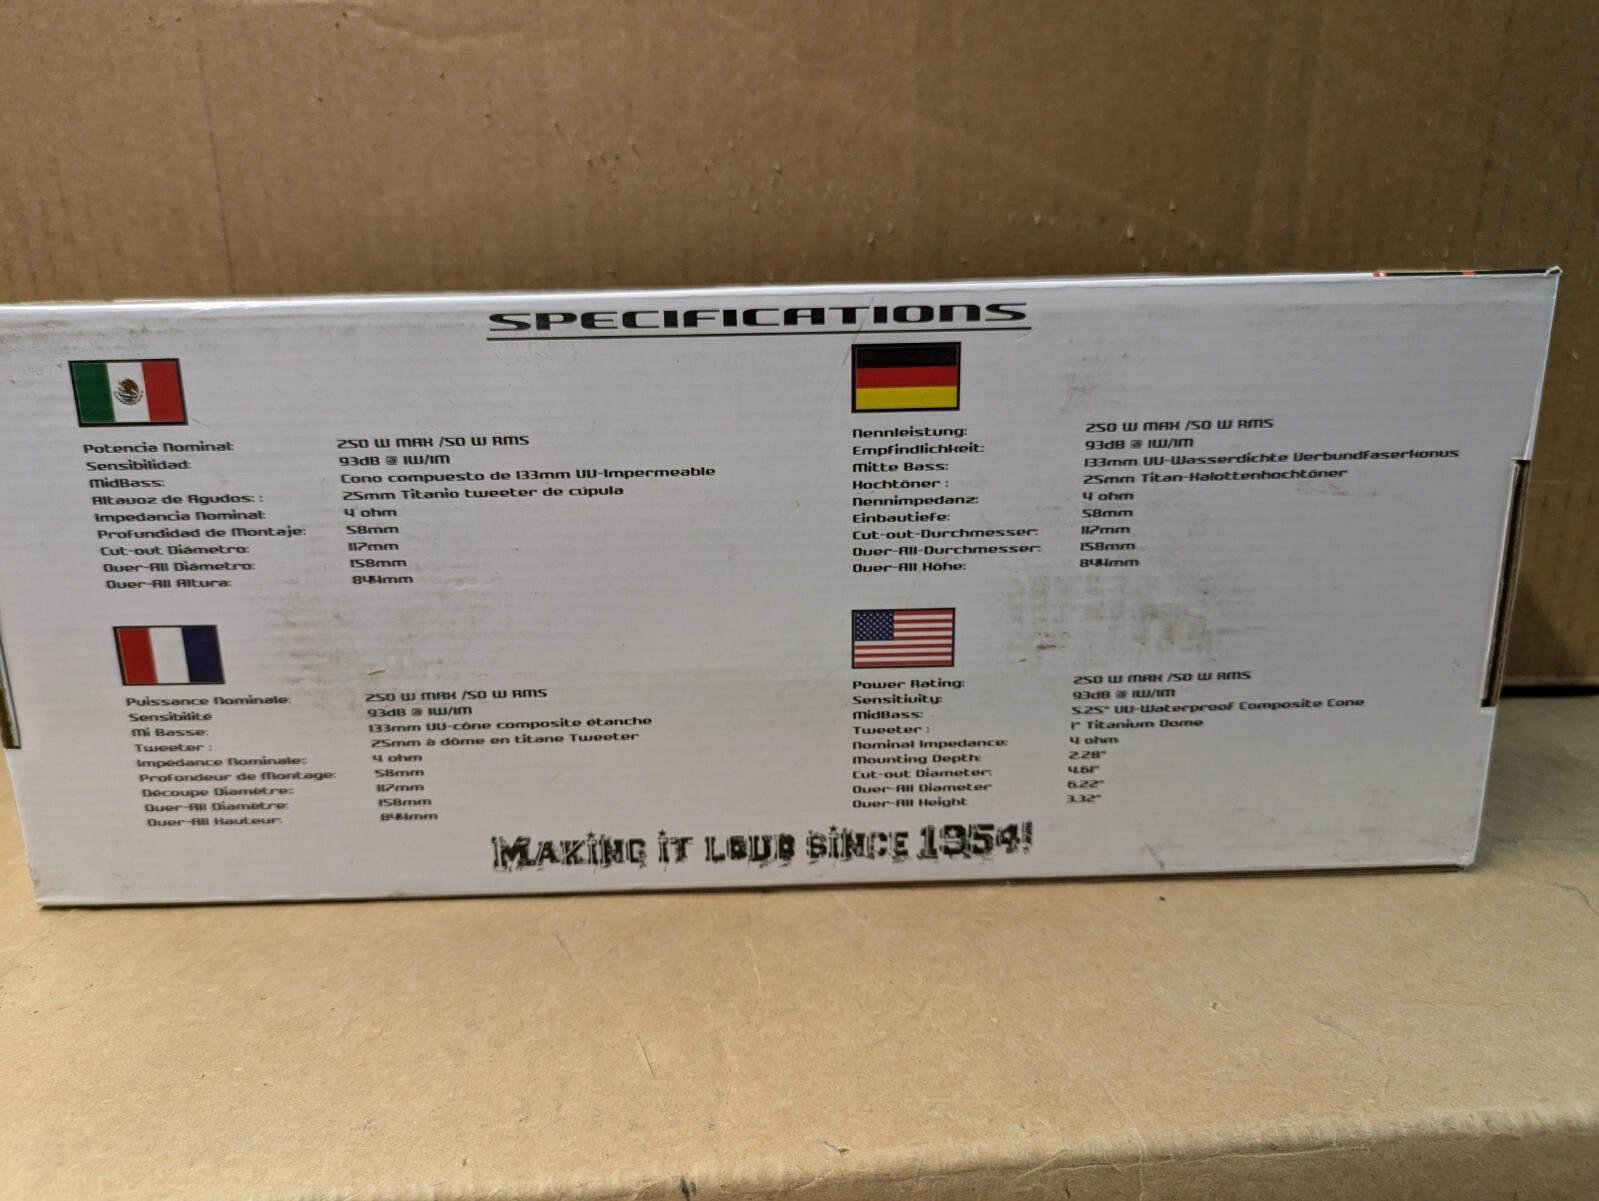 SPECIFICATIONS
Potencia Nominal: 250 W MAX /50 W RMS
Sensibilidad: 93dB @ 1W/1M
MidBass: Cono compuesto de 133mm UV-Impermeable
Altavoz de Agudos: : 25mm Titanio tweeter de cúpula
Impedancia Nominal: 4 ohm
Profundidad de Montaje: 58mm
Cut-out Diámetro: 117mm
Over-All Diámetro: 158mm
Over-All Altura: 84.4mm
Nennleistung: 250 W MAX /50 W RMS
Empfindlichkeit: 93dB @ 1W/1M
Mitte Bass: 133mm UV-Wasserdichte Verbundfaserkonus
Hochtöner : 25mm Titan-Kalottenhochtöner
Nennimpedanz: 4 ohm
Einbautiefe: 58mm
Cut-out-Durchmesser: 117mm
Over-All-Durchmesser: 158mm
Over-All Höhe: 84.4mm
Puissance Nominale: 250 W MAX /50 W RMS
Sensibilité 93dB @ 1W/1M
Mi Basse: 133mm UV-cône composite étanche
Tweeter : 25mm à dôme en titane Tweeter
Impédance Nominale: 4 ohm
Profondeur de Montage: 58mm
Découpe Diamètre: 117mm
Over-All Diamètre: 158mm
Over-All Hauteur: 84.4mm
Power Rating: 250 W MAX /50 W RMS
Sensitivity: 93dB @ 1W/1M
MidBass: 5.25" UV-Waterproof Composite Cone
Tweeter : 1" Titanium Dome
Nominal Impedance: 4 ohm
Mounting Depth: 2.28"
Cut-out Diameter: 4.61"
Over-All Diameter 6.22"
Over-All Height 3.32"
MAKING IT LOUD SINCE 1954!